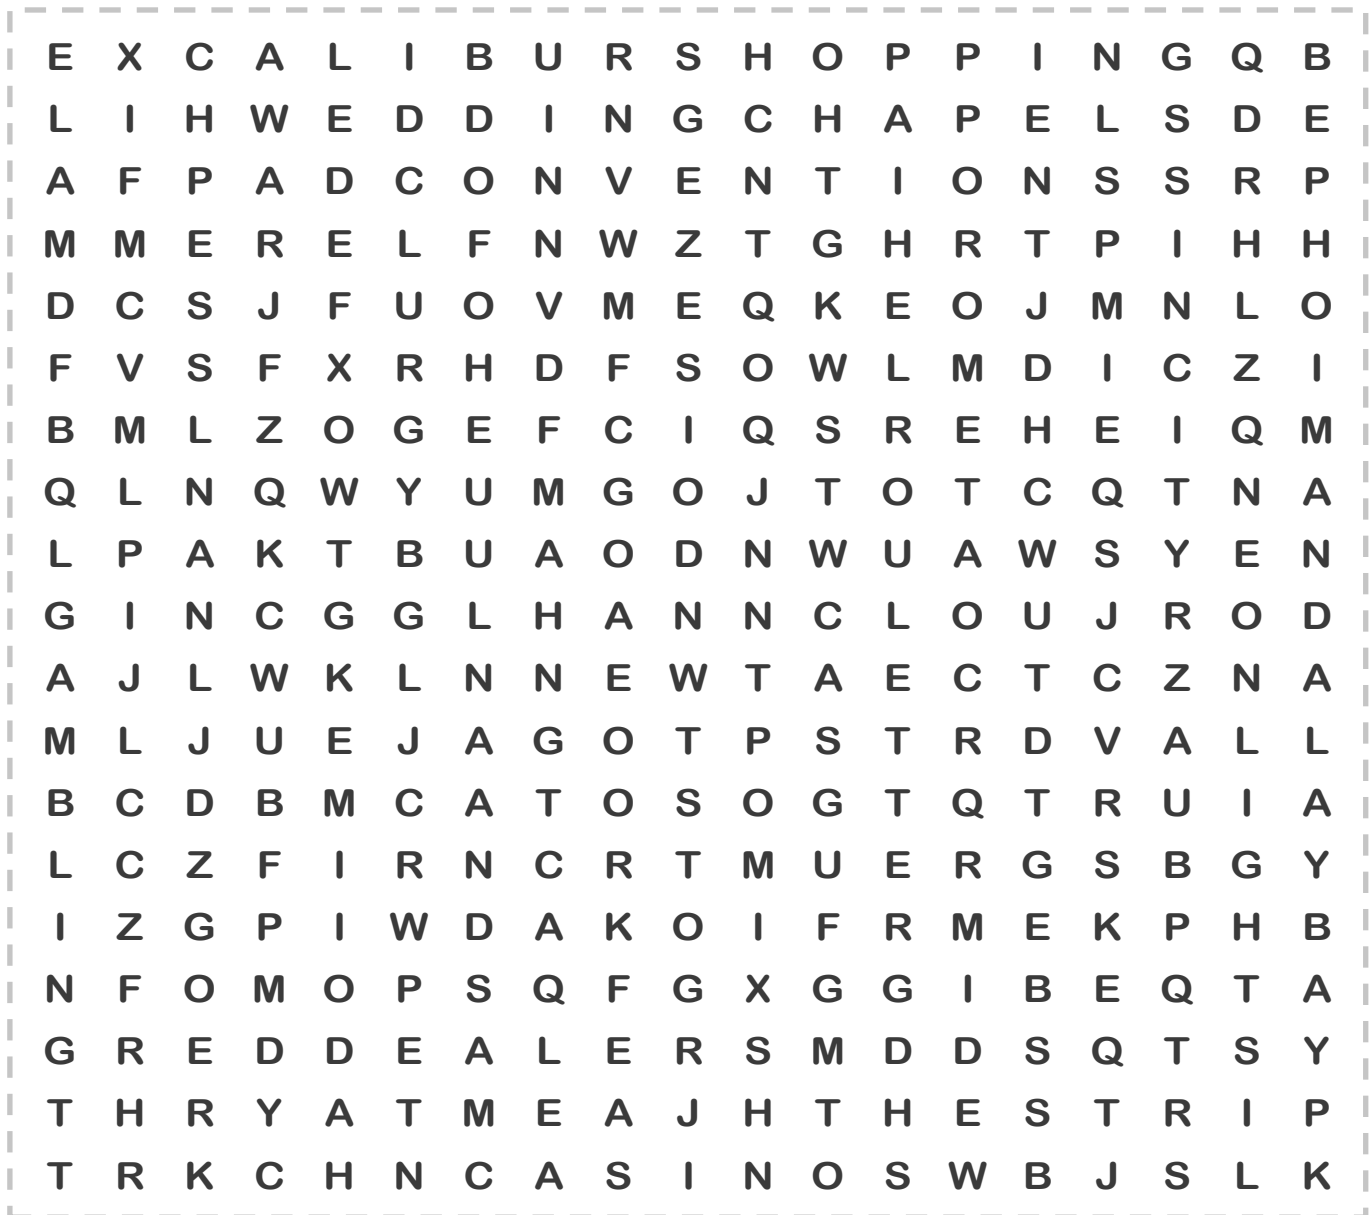 E X C A L I B U R S H O P P I N G Q B
L I H W E D D I N G C H A P E L S D E
A F P A D C O N V E N T I O N S S R P
M M E R E L F N W Z T G H R T P I H H
D C S J F U O V M E Q K E O J M N L O
F V S F X R H D F S O W L M D I C Z I
B M L Z O G E F C I Q S R E H E I Q M
Q L N Q W Y U M G O J T O T C Q T N A
L P A K T B U A O D N W U A W S Y E N
G I N C G G L H A N N C L O U J R O D
A J L W K L N N E W T A E C T C Z N A
M L J U E J A G O T P S T R D V A L L
B C D B M C A T O S O G T Q T R U I A
L C Z F I R N C R T M U E R G S B G Y
I Z G P I W D A K O I F R M E K P H B
N F O M O P S Q F G X G G I B E Q T A
G R E D D E A L E R S M D D S Q T S Y
T H R Y A T M E A J H T H E S T R I P
T R K C H N C A S I N O S W B J S L K